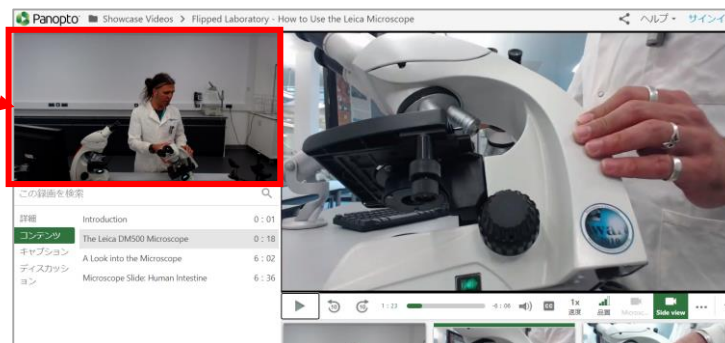 Panopto Showcase Videos > Flipped Laboratory - How to Use the Leica Microscope
ヘルプ サインイ
この録画を検索
詳細
コンテンツ
キャプション
ディスカッション
Introduction 0:01
The Leica DM500 Microscope 0:18
A Look into the Microscope 6:02
Microscope Slide: Human Intestine 6:36
10 10 1:23 -6:06 1x
速度 品質 Side view